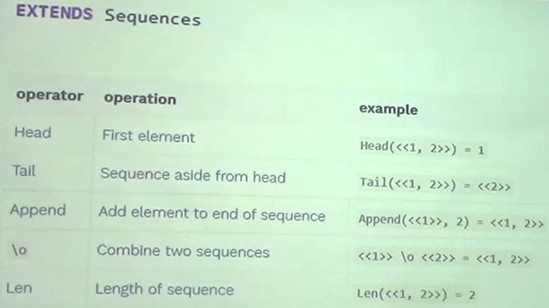 EXTENDS Sequences
operator operation example
Head First element Head(<<1, 2>>) = 1
Tail Sequence aside from head Tail(<<1, 2>>) = <<2>>
Append Add element to end of sequence Append(<<1>>, 2) = <<1, 2>>
\o Combine two sequences <<1>> \o <<2>> = <<1, 2>>
Len Length of sequence Len(<<1, 2>>) = 2